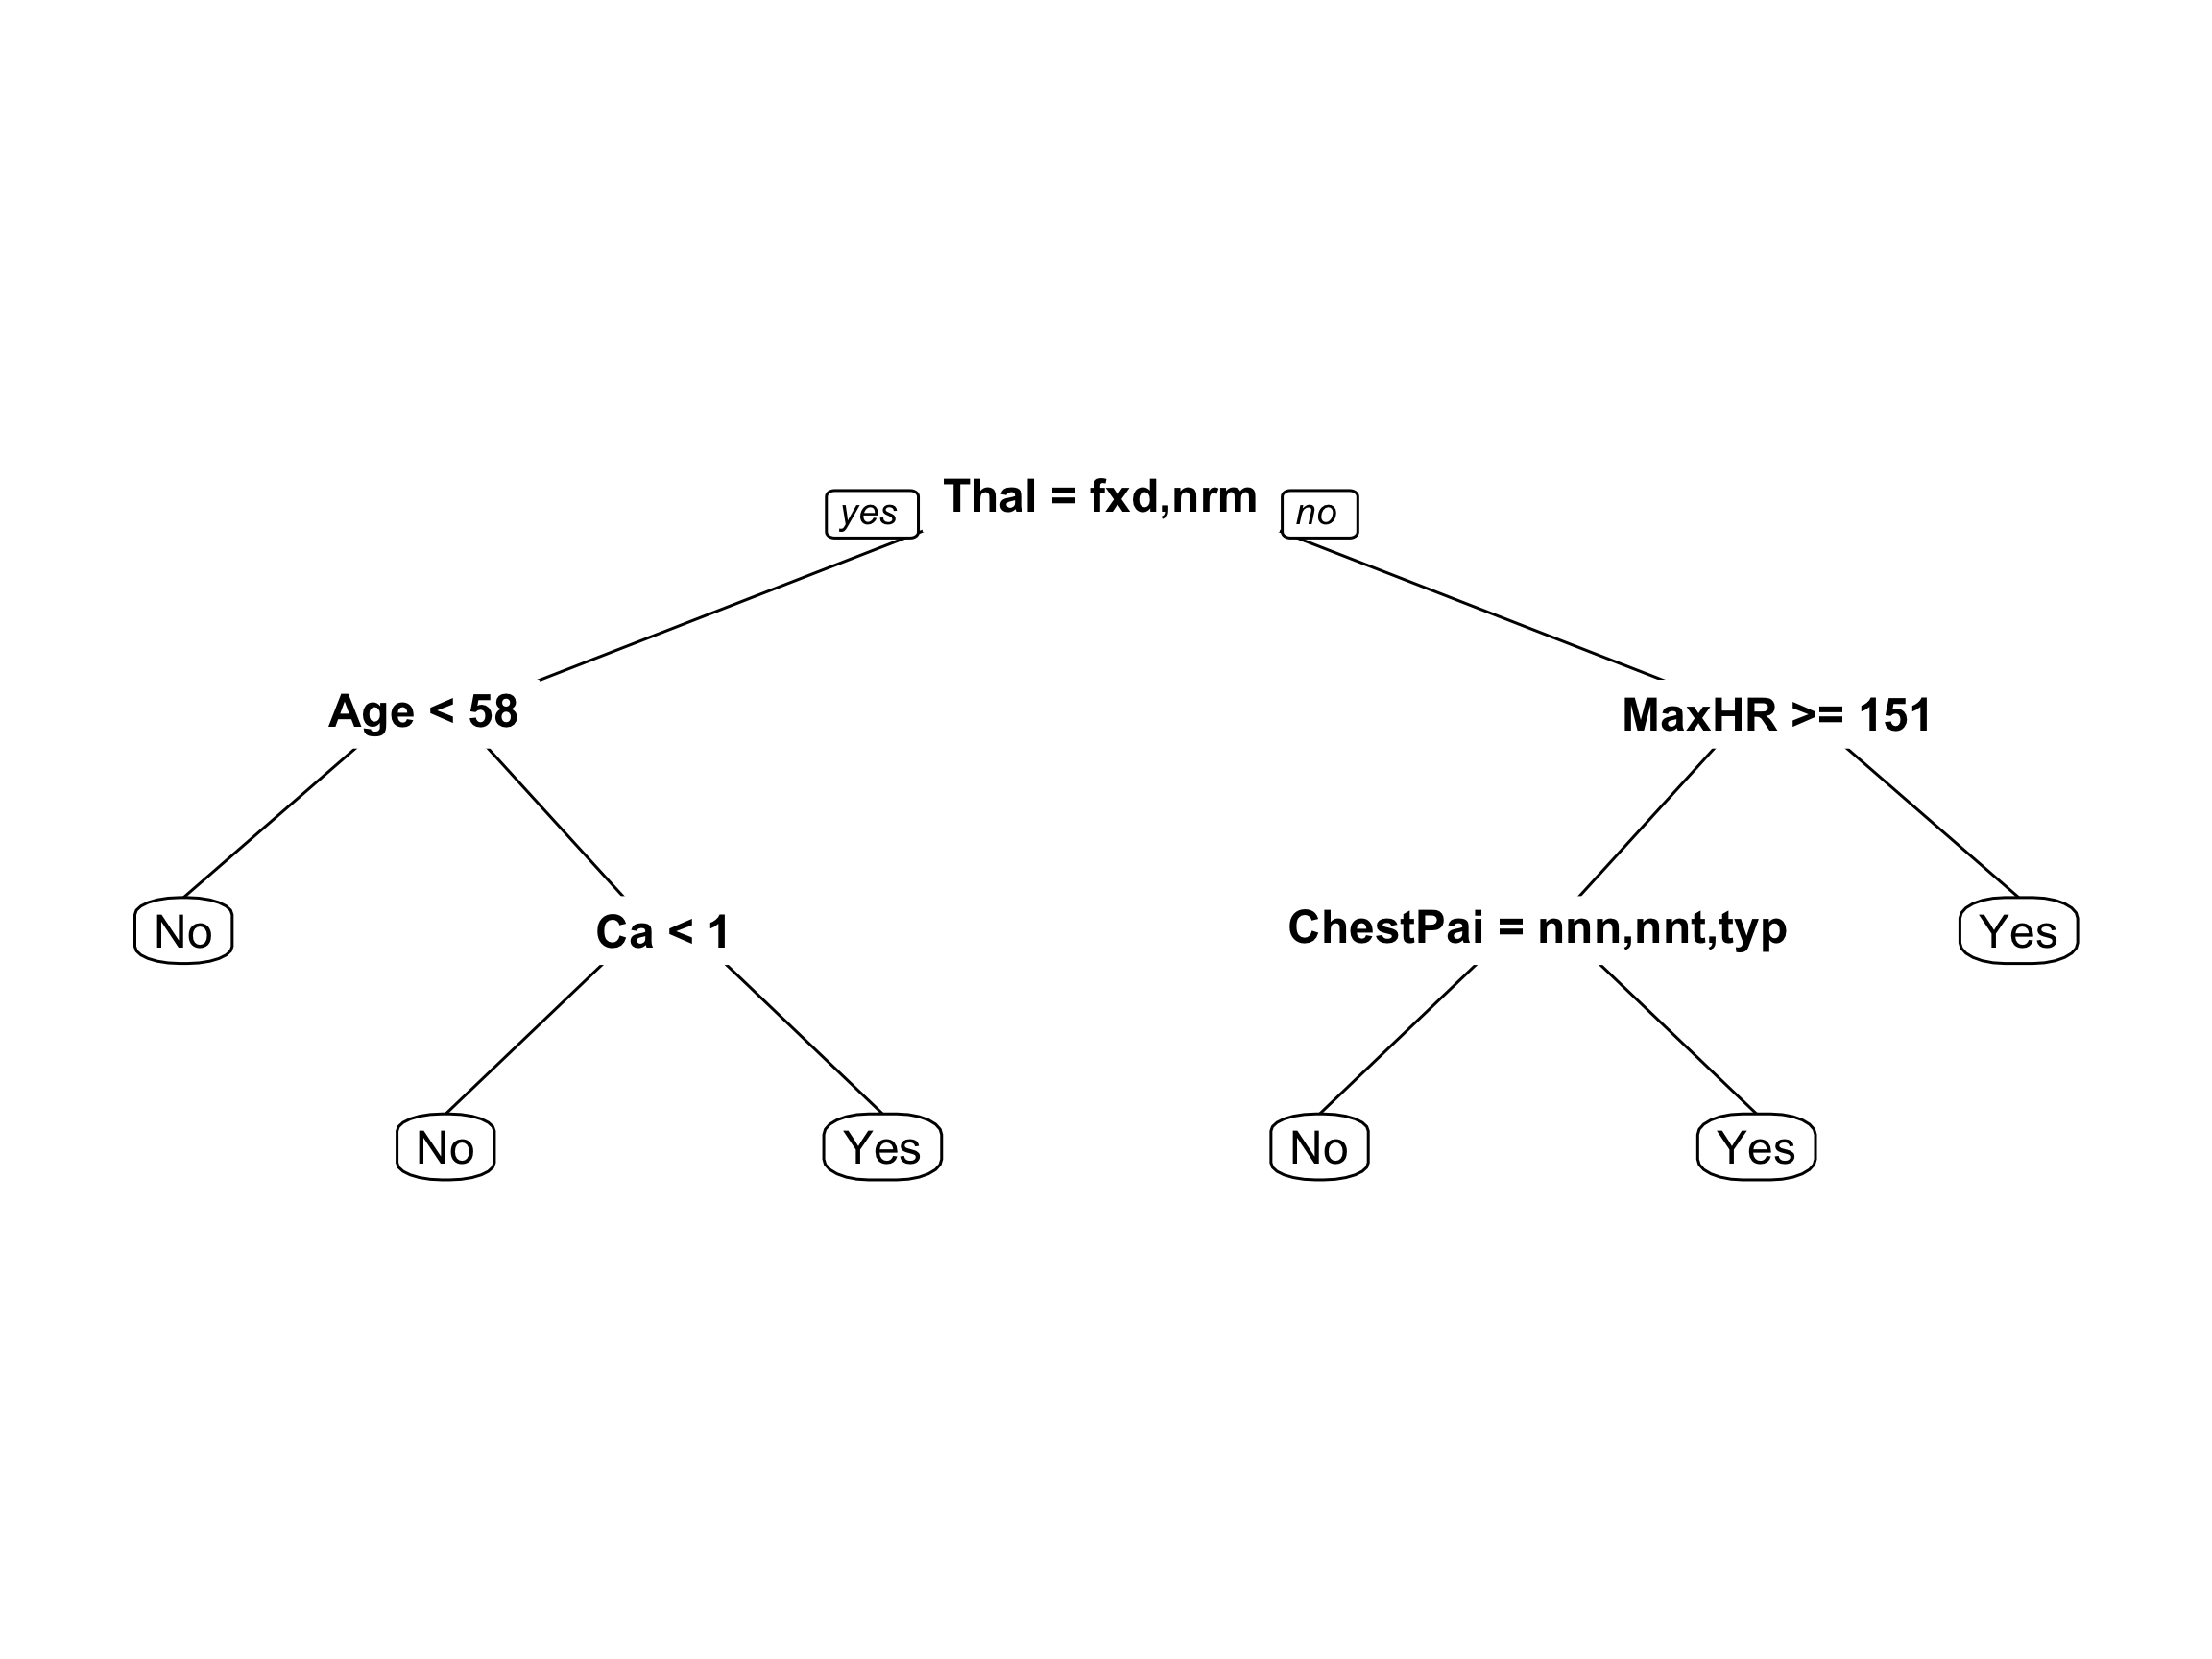 yes Thal = fxd,nrm no
Age < 58 MaxHR >= 151
No Ca < 1 ChestPai = nnn,nnt,typ Yes
No Yes No Yes